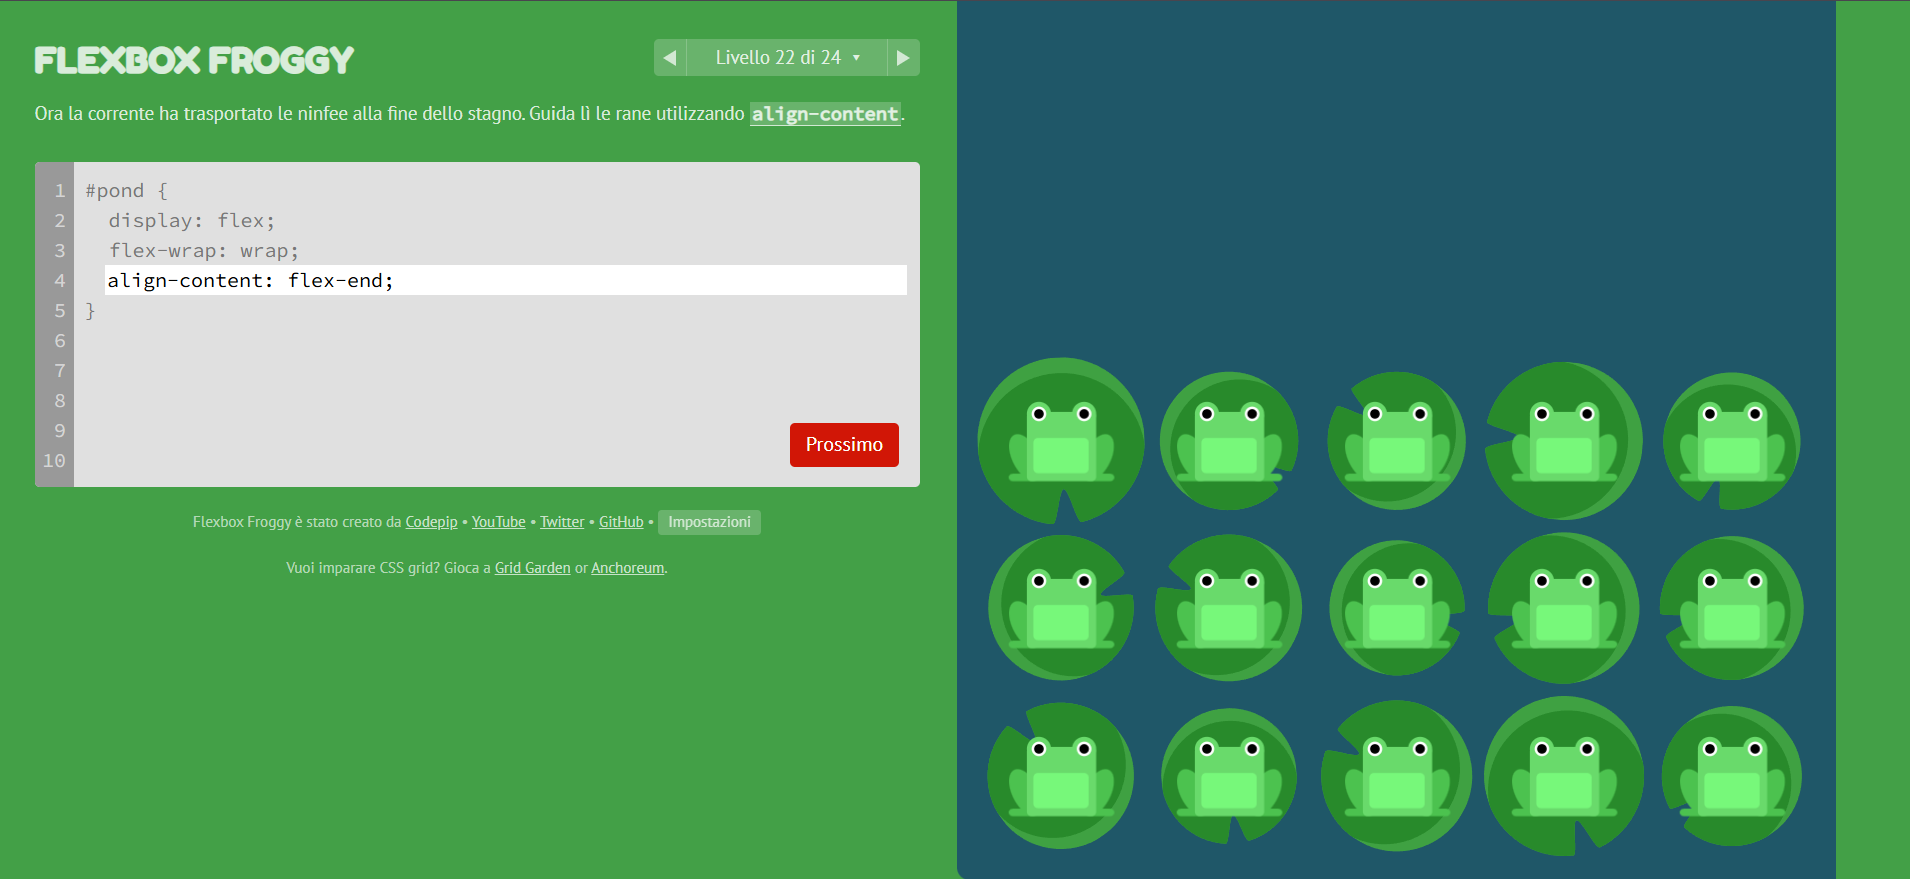 FLEXBOX FROGGY
◀ Livello 22 di 24 ▼ ▶
Ora la corrente ha trasportato le ninfee alla fine dello stagno. Guida lì le rane utilizzando align-content.
1 #pond {
2 display: flex;
3 flex-wrap: wrap;
4 align-content: flex-end;
5 }
6
7
8
9
10
Prossimo
Flexbox Froggy è stato creato da Codepip • YouTube • Twitter • GitHub • Impostazioni
Vuoi imparare CSS grid? Gioca a Grid Garden or Anchoreum.